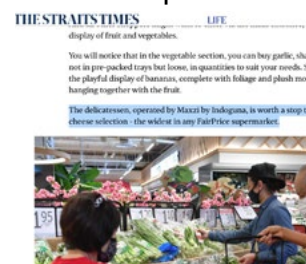 THE STRAITS TIMES LIFE
display of fruit and vegetables.
You will notice that in the vegetable section, you can buy garlic, sha
not in pre-packed trays but loose, in quantities to suit your needs. S
the playful display of bananas, complete with foliage and plush mo
hanging together with the fruit.
The delicatessen, operated by Maxzi by Indoguna, is worth a stop
cheese selection - the widest in any FairPrice supermarket.
1.95